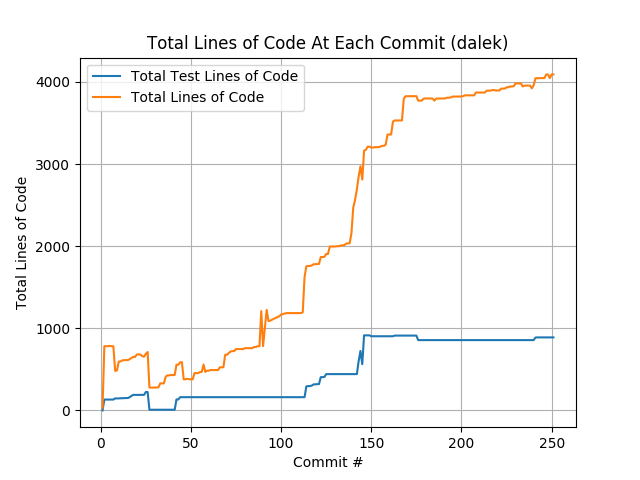 Total Lines of Code At Each Commit (dalek)
Total Test Lines of Code
Total Lines of Code
Total Lines of Code
4000
3000
2000
1000
0
0
50
100
150
200
250
Commit #